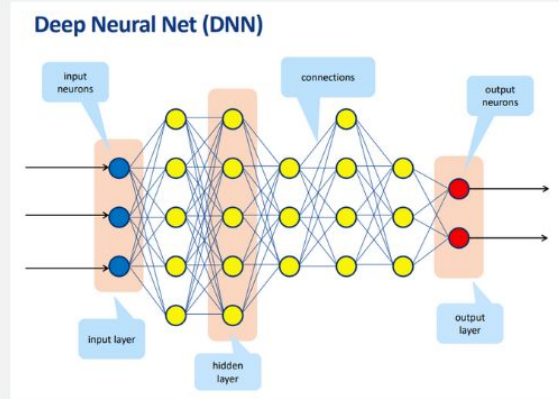 Deep Neural Net (DNN)
input
neurons
connections
output
neurons
input layer
hidden
layer
output
layer